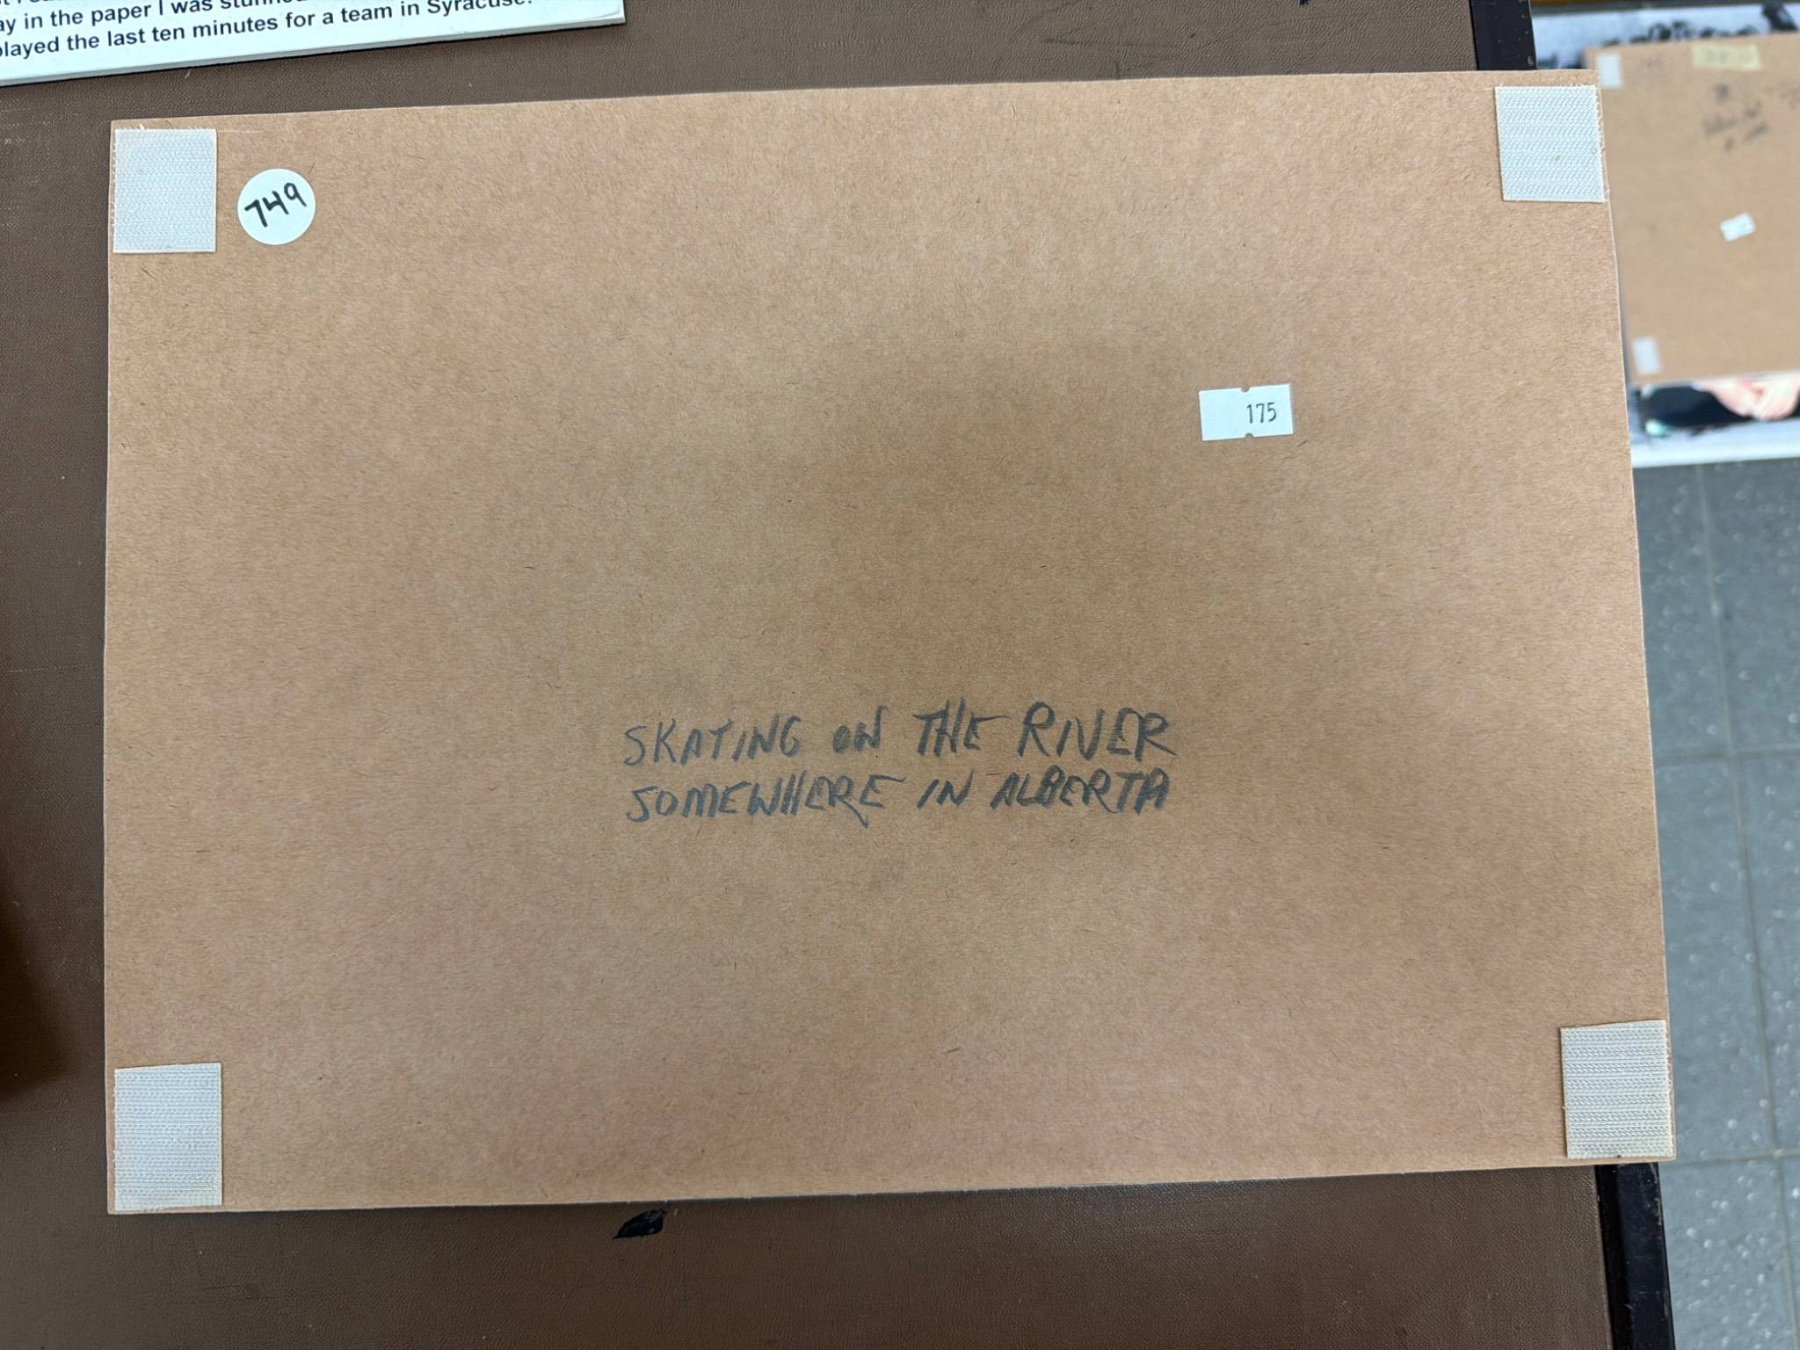 ay in the paper I was
played the last ten minutes for a team in Syracuse.
749
175
SKATING ON THE RIVER
SOMEWHERE IN ALBERTA